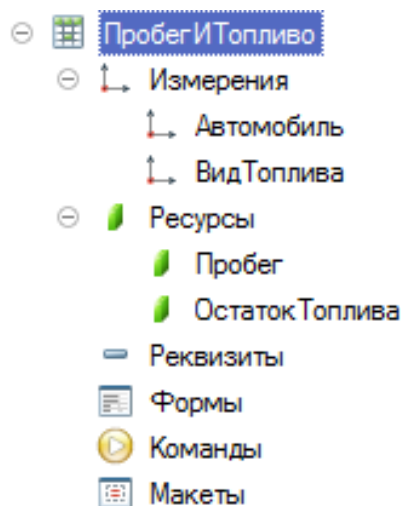 ПробегИТопливо
Измерения
Автомобиль
ВидТоплива
Ресурсы
Пробег
ОстатокТоплива
Реквизиты
Формы
Команды
Макеты